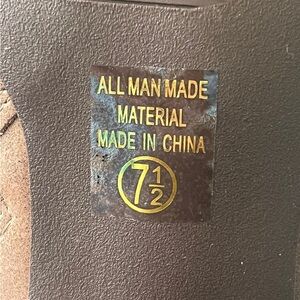 ALL MAN MADE
MATERIAL
MADE IN CHINA
7 1/2